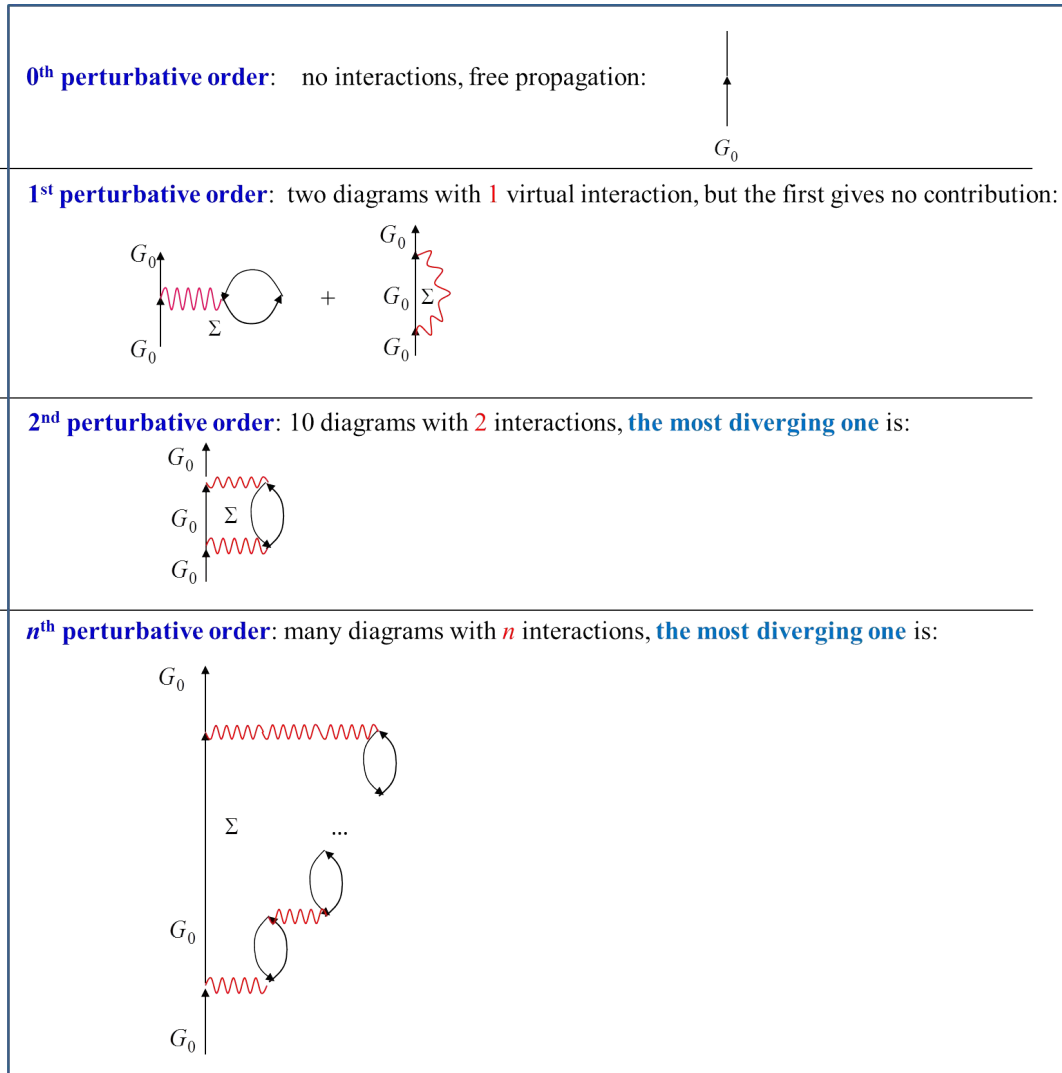 0th perturbative order: no interactions, free propagation:
G0
1st perturbative order: two diagrams with 1 virtual interaction, but the first gives no contribution:
G0
Σ
G0
+
G0
G0 Σ
G0
2nd perturbative order: 10 diagrams with 2 interactions, the most diverging one is:
G0
G0 Σ
G0
nth perturbative order: many diagrams with n interactions, the most diverging one is:
G0
Σ ...
G0
G0